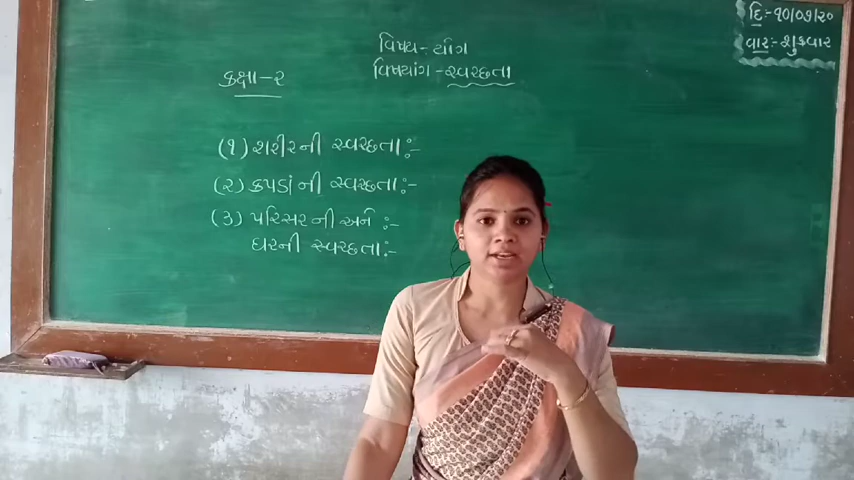 દિ:-૧૦/૦૭/૨૦
વાર:-શુક્રવાર
વિષય-યોગ
વિષયાંગ-સ્વચ્છતા
કક્ષા-૨
(૧) શરીરની સ્વચ્છતા:-
(૨) કપડાંની સ્વચ્છતા:-
(૩) પરિસરની અને :-
ઘરની સ્વચ્છતા:-